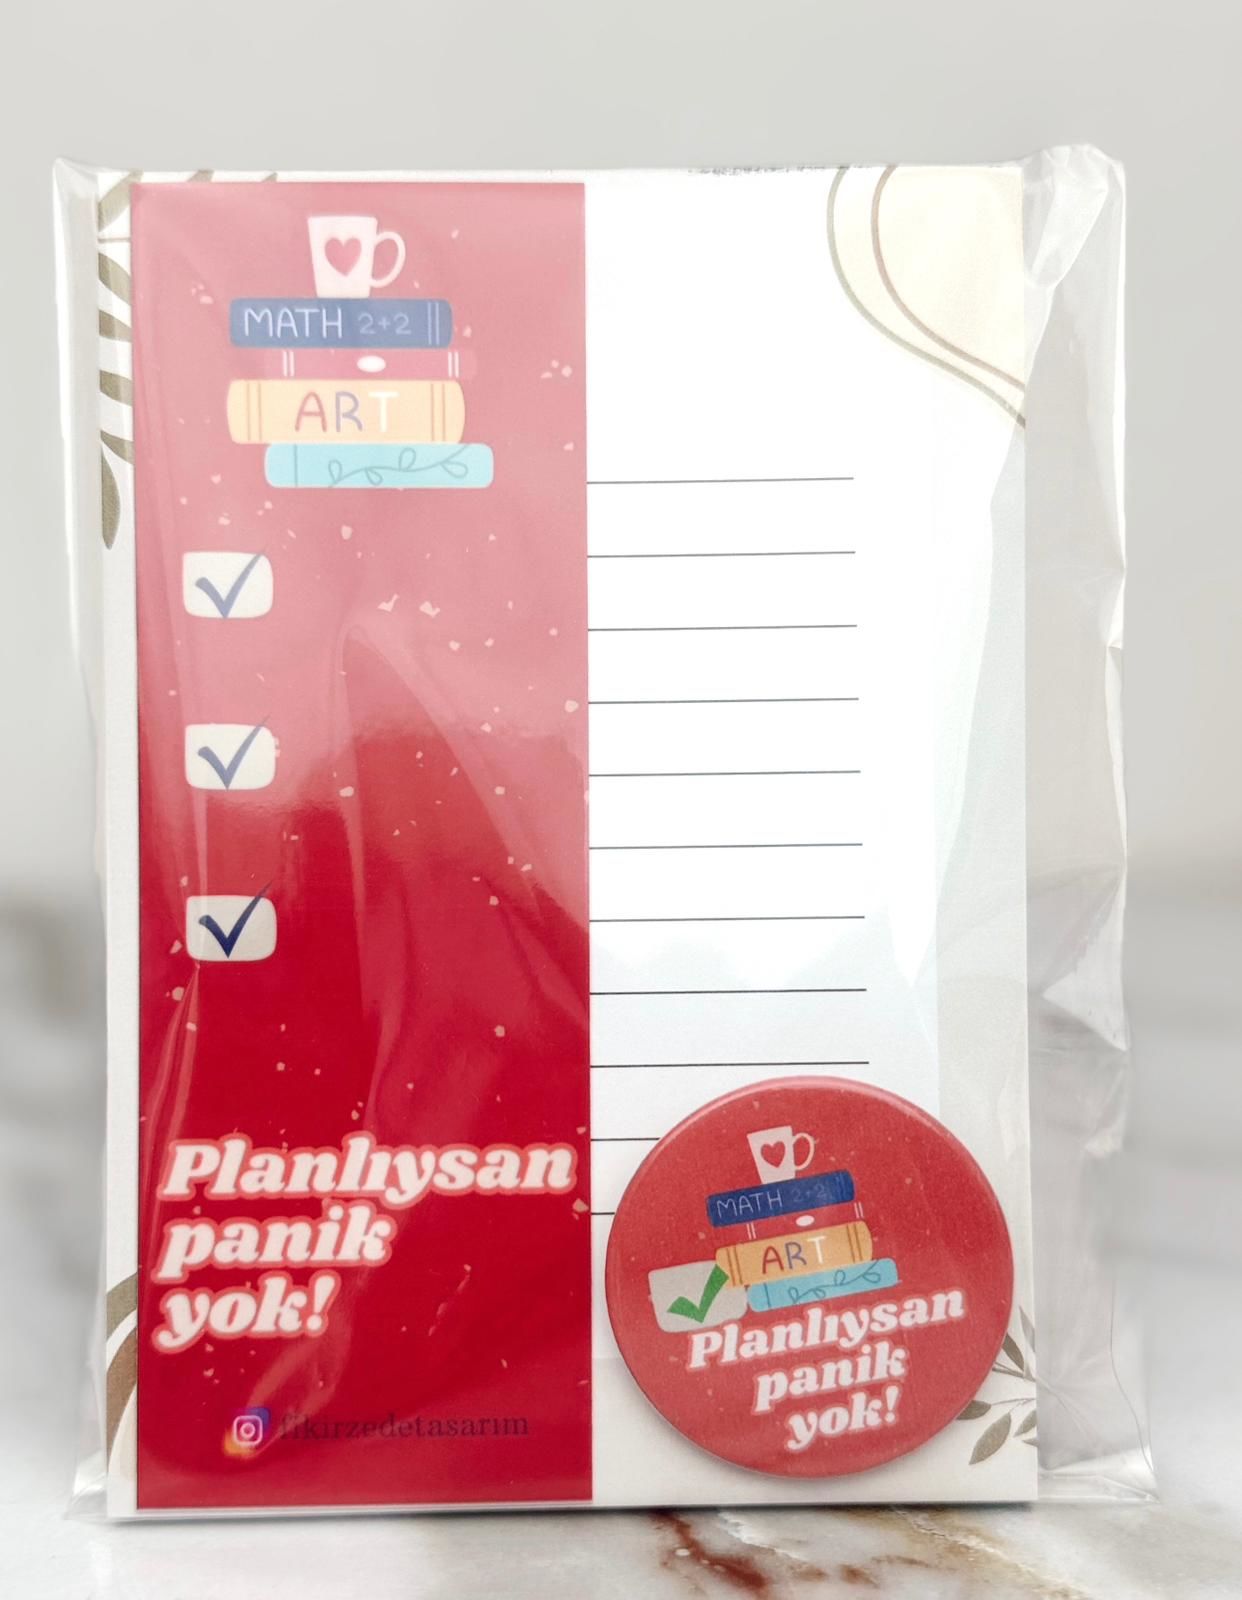 MATH 2+2
ART
Planlıysan
panik
yok!
fikirzedetasarım
MATH 2+2
ART
Planlıysan
panik
yok!